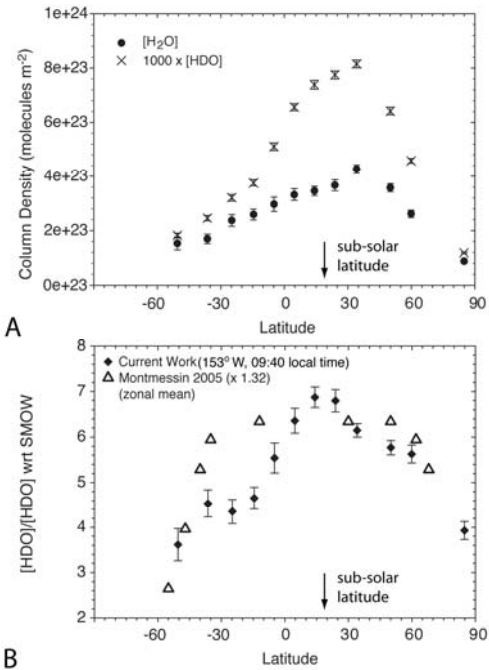 1e+24
8e+23
6e+23
4e+23
2e+23
0e+23
Column Density (molecules m⁻²)
[H₂O]
1000 x [HDO]
sub-solar
latitude
-60 -30 0 30 60 90
Latitude
A
8
7
6
5
4
3
2
[HDO]/[HDO] wrt SMOW
Current Work (153° W, 09:40 local time)
Montmessin 2005 (x 1.32)
(zonal mean)
sub-solar
latitude
-60 -30 0 30 60 90
Latitude
B